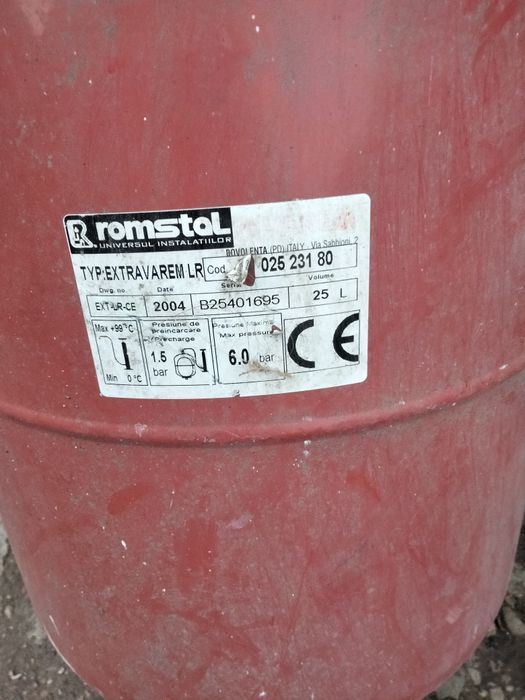 R romstal
UNIVERSUL INSTALATIILOR
BOVOLENTA (PD) ITALY Via Sabbioni, 2
TYP:EXTRAVAREM LR Cod. 025 231 80
Dwg. no. Date Serial Volume
EXT-LR-CE 2004 B25401695 25 L
Max +99°C
Min 0 °C
Presiune de
preincarcare
/Precharge
1.5
bar
Presiune Maxima
Max pressure
6.0 bar
CE